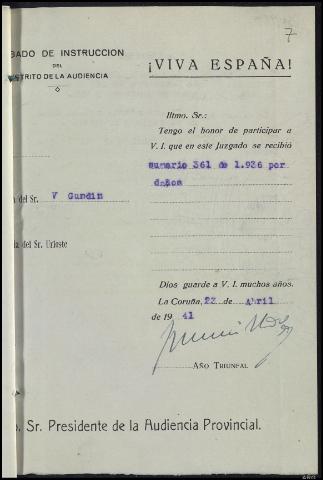 7
GADO DE INSTRUCCION
DEL
DISTRITO DE LA AUDIENCIA
¡VIVA ESPAÑA!
Iltmo. Sr.:
Tengo el honor de participar a
V. I. que en este Juzgado se recibió
sumario 361 de 1.936 por
daños
del Sr. V Gundin
del Sr. Urioste
Dios guarde a V. I. muchos años.
La Coruña, 22 de Abril
de 1941
AÑO TRIUNFAL
o. Sr. Presidente de la Audiencia Provincial.